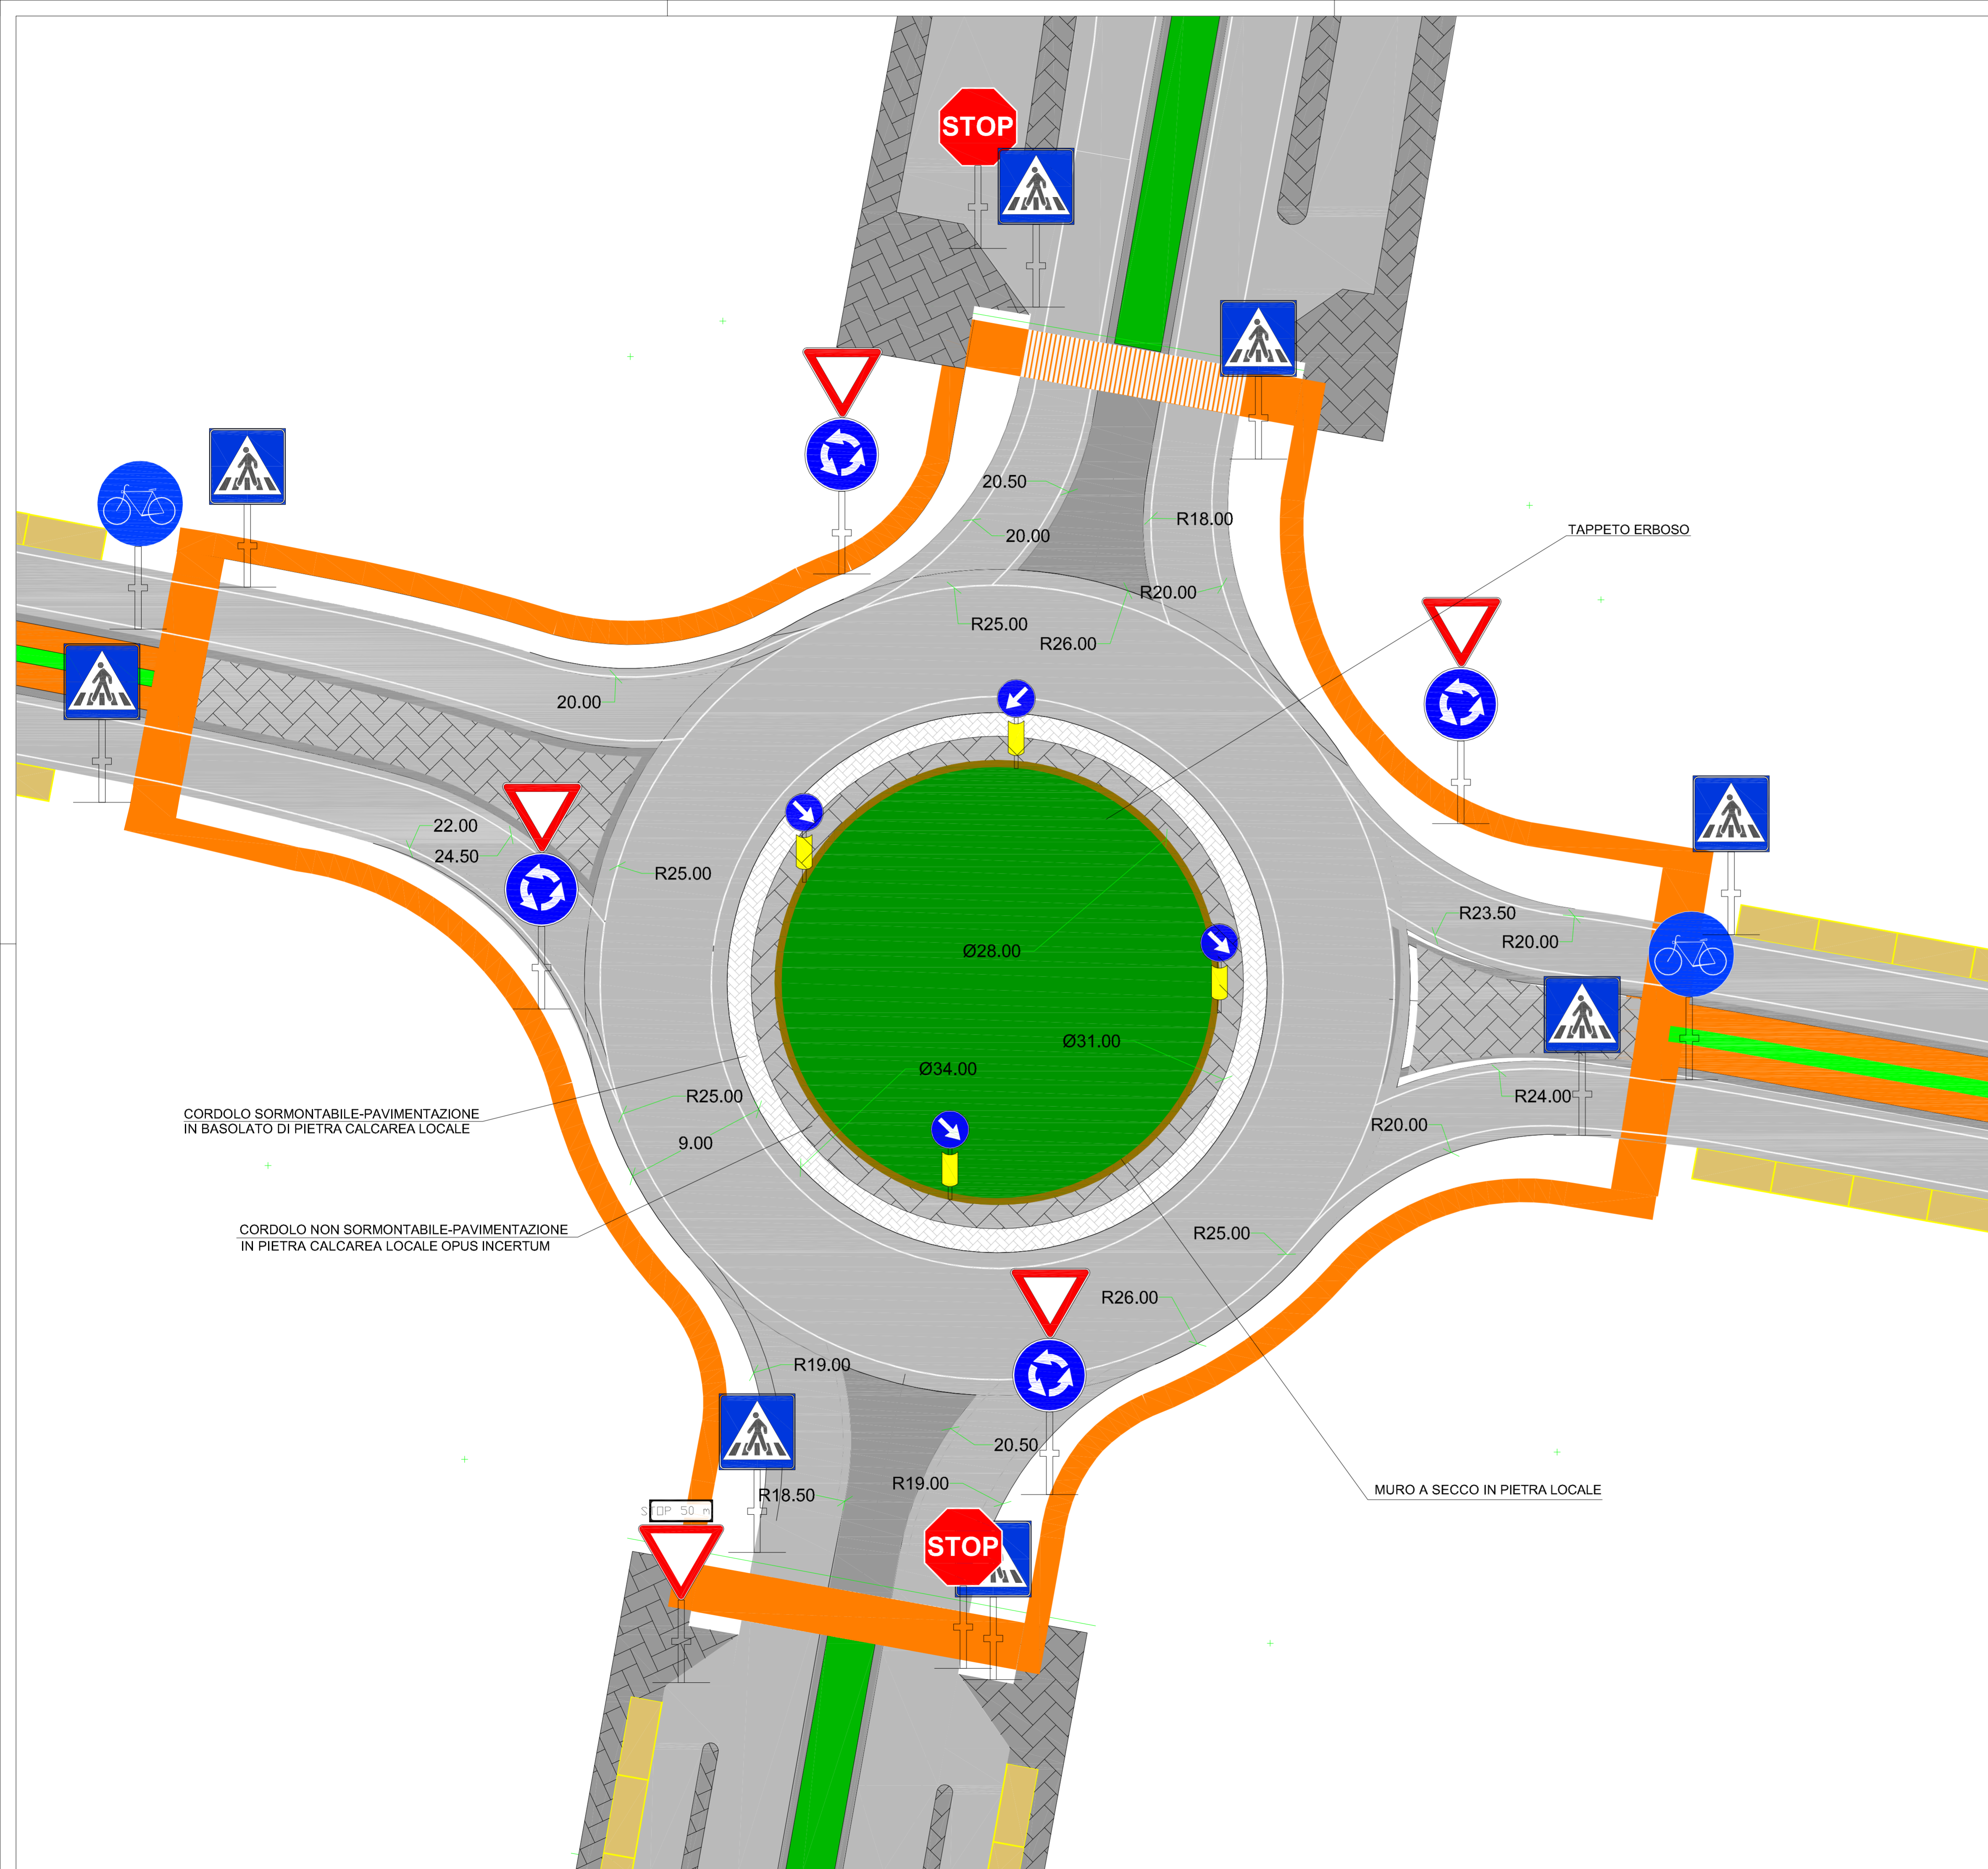 STOP
20.50
20.00
R18.00
TAPPETO ERBOSO
R20.00
R25.00
R26.00
20.00
22.00
24.50
R25.00
R23.50
R20.00
Ø28.00
Ø31.00
Ø34.00
R25.00
R24.00
R20.00
CORDOLO SORMONTABILE-PAVIMENTAZIONE
IN BASOLATO DI PIETRA CALCAREA LOCALE
9.00
CORDOLO NON SORMONTABILE-PAVIMENTAZIONE
IN PIETRA CALCAREA LOCALE OPUS INCERTUM
R25.00
R26.00
R19.00
20.50
R19.00
R18.50
MURO A SECCO IN PIETRA LOCALE
STOP 50 m
STOP